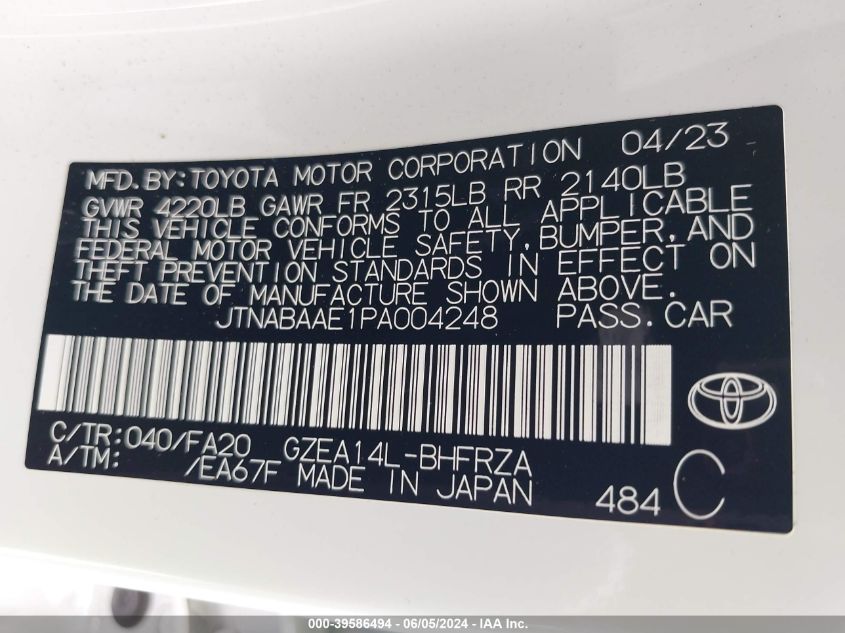 MFD.BY:TOYOTA MOTOR CORPORATION 04/23
GVWR 4220LB GAWR FR 2315LB RR 2140LB
THIS VEHICLE CONFORMS TO ALL APPLICABLE
FEDERAL MOTOR VEHICLE SAFETY,BUMPER,AND
THEFT PREVENTION STANDARDS IN EFFECT ON
THE DATE OF MANUFACTURE SHOWN ABOVE.
JTNABAAE1PA004248 PASS.CAR
C/TR:040/FA20 GZEA14L-BHFRZA
A/TM: /EA67F MADE IN JAPAN 484 C
000-39586494 - 06/05/2024 - IAA Inc.